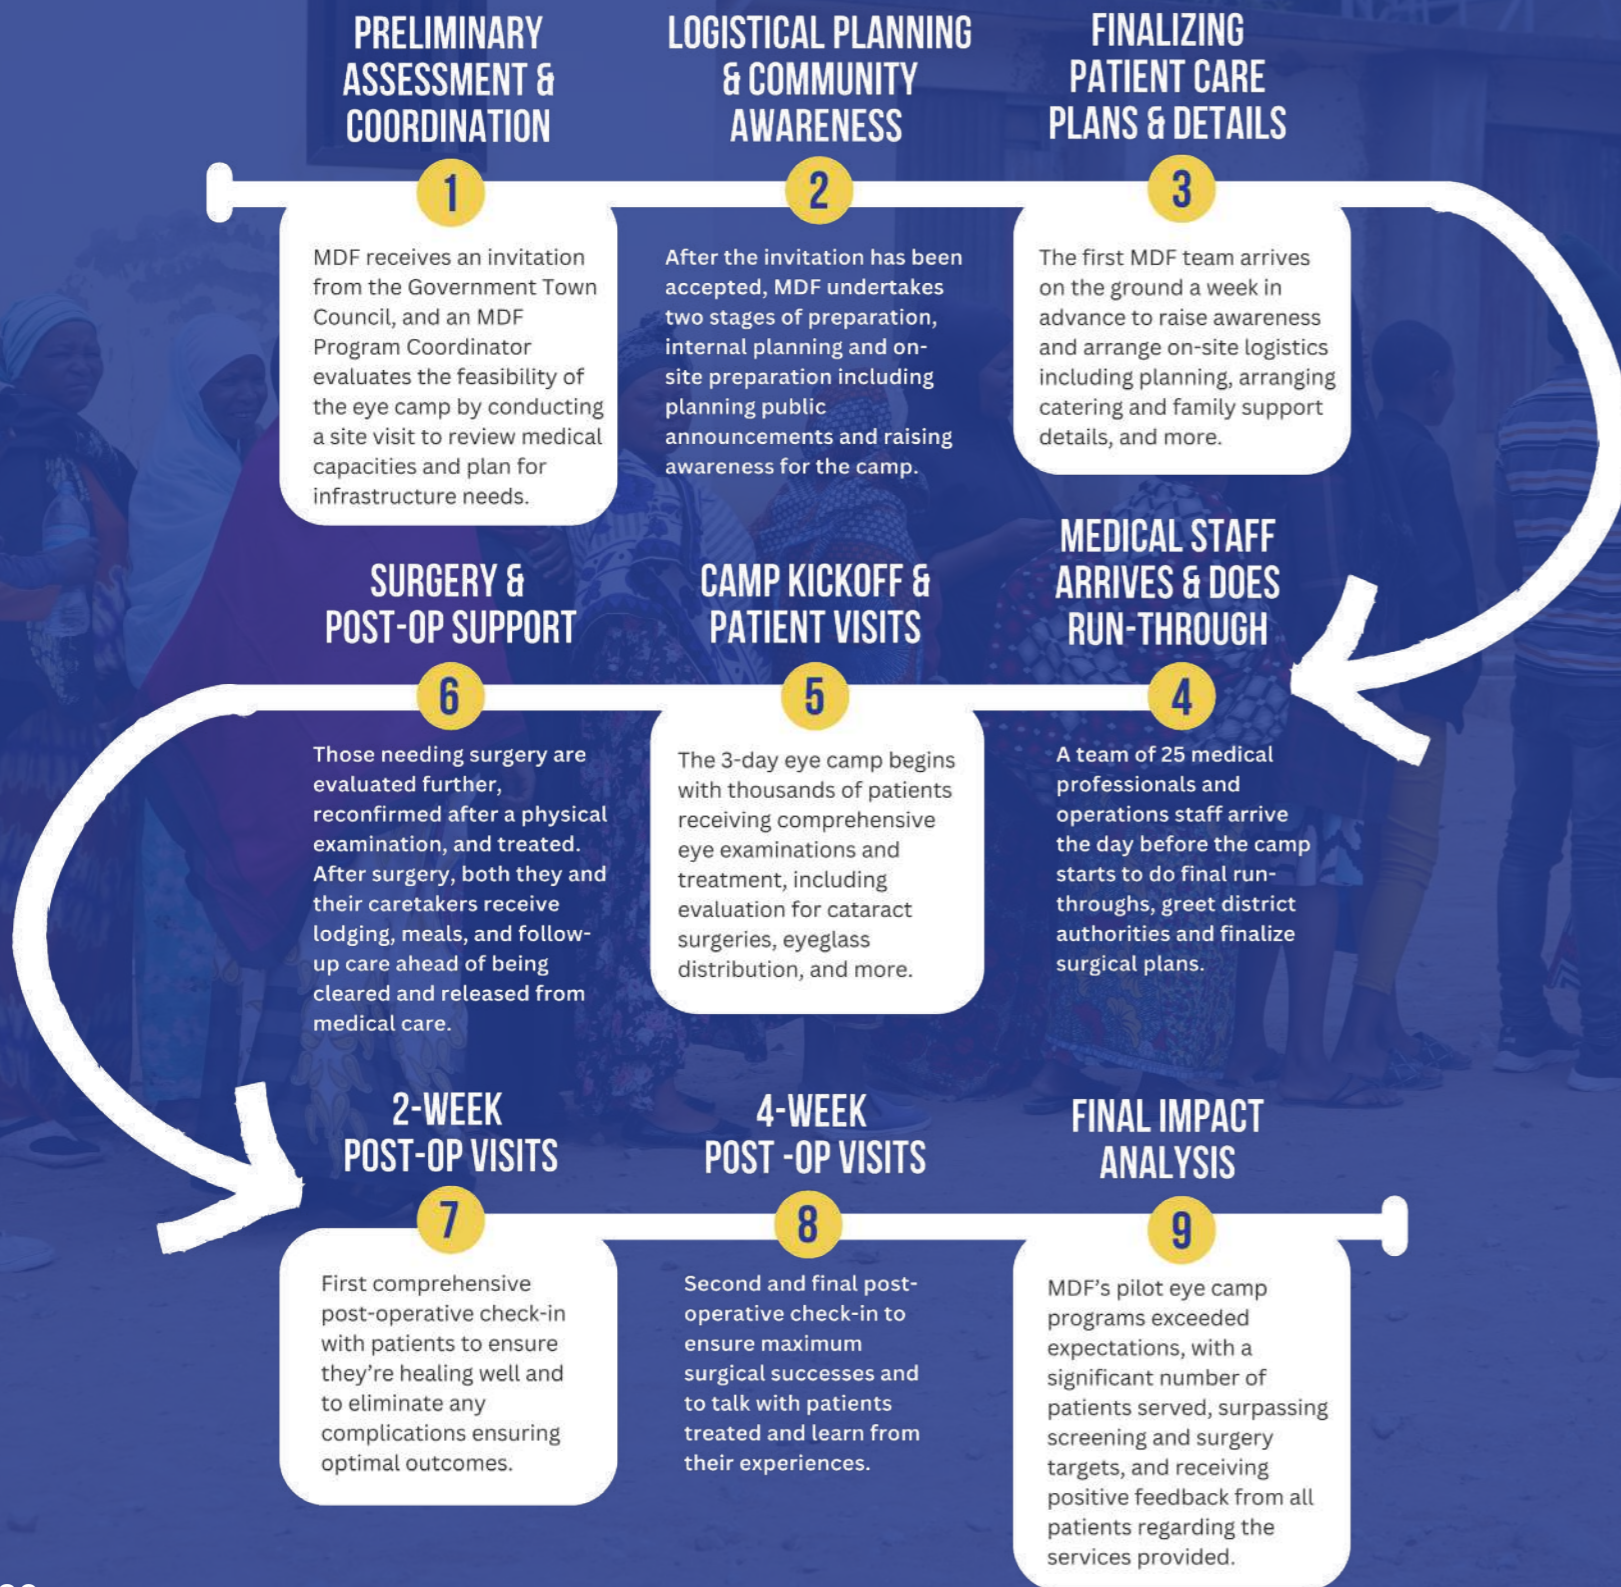 PRELIMINARY
ASSESSMENT &
COORDINATION
1
MDF receives an invitation
from the Government Town
Council, and an MDF
Program Coordinator
evaluates the feasibility of
the eye camp by conducting
a site visit to review medical
capacities and plan for
infrastructure needs.
LOGISTICAL PLANNING
& COMMUNITY
AWARENESS
2
After the invitation has been
accepted, MDF undertakes
two stages of preparation,
internal planning and on-
site preparation including
planning public
announcements and raising
awareness for the camp.
FINALIZING
PATIENT CARE
PLANS & DETAILS
3
The first MDF team arrives
on the ground a week in
advance to raise awareness
and arrange on-site logistics
including planning, arranging
catering and family support
details, and more.
MEDICAL STAFF
ARRIVES & DOES
RUN-THROUGH
4
A team of 25 medical
professionals and
operations staff arrive
the day before the camp
starts to do final run-
throughs, greet district
authorities and finalize
surgical plans.
CAMP KICKOFF &
PATIENT VISITS
5
The 3-day eye camp begins
with thousands of patients
receiving comprehensive
eye examinations and
treatment, including
evaluation for cataract
surgeries, eyeglass
distribution, and more.
SURGERY &
POST-OP SUPPORT
6
Those needing surgery are
evaluated further,
reconfirmed after a physical
examination, and treated.
After surgery, both they and
their caretakers receive
lodging, meals, and follow-
up care ahead of being
cleared and released from
medical care.
2-WEEK
POST-OP VISITS
7
First comprehensive
post-operative check-in
with patients to ensure
they're healing well and
to eliminate any
complications ensuring
optimal outcomes.
4-WEEK
POST -OP VISITS
8
Second and final post-
operative check-in to
ensure maximum
surgical successes and
to talk with patients
treated and learn from
their experiences.
FINAL IMPACT
ANALYSIS
9
MDF's pilot eye camp
programs exceeded
expectations, with a
significant number of
patients served, surpassing
screening and surgery
targets, and receiving
positive feedback from all
patients regarding the
services provided.